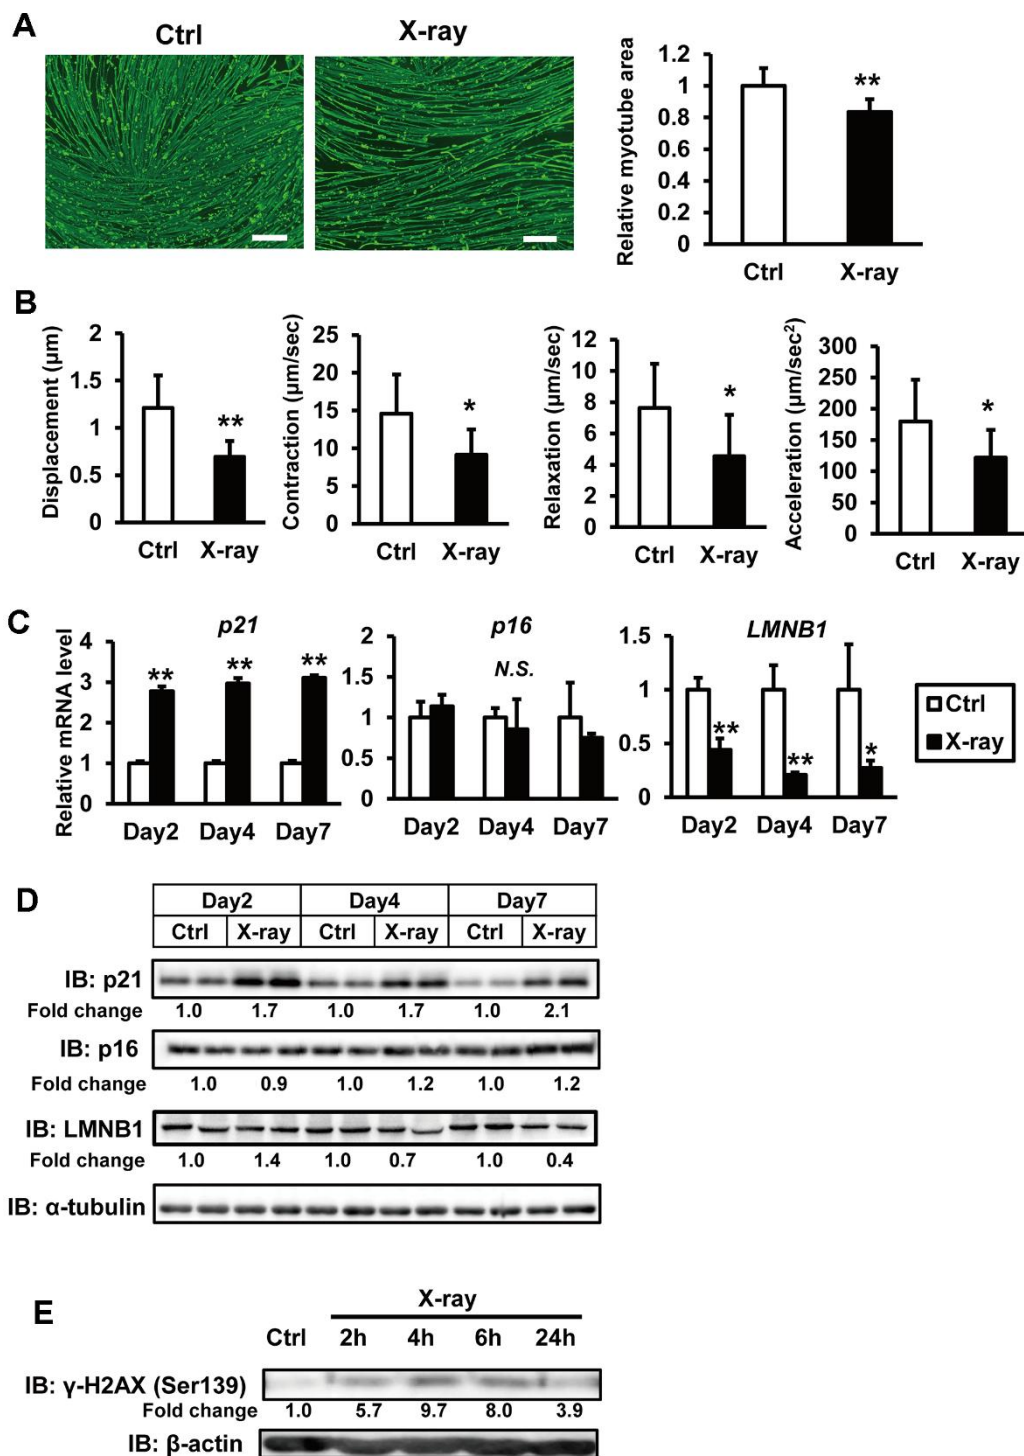 A
Ctrl
X-ray
Relative myotube area
1.2
1
0.8
0.6
0.4
0.2
0
**
Ctrl
X-ray
B
Displacement (μm)
2
1.5
1
0.5
0
**
Ctrl X-ray
Contraction (μm/sec)
25
20
15
10
5
0
*
Ctrl X-ray
Relaxation (μm/sec)
12
10
8
6
4
2
0
*
Ctrl X-ray
Acceleration (μm/sec²)
300
250
200
150
100
50
0
*
Ctrl X-ray
C
Relative mRNA level
p21
4
3
2
1
0
** ** **
Day2 Day4 Day7
p16
N.S.
2
1.5
1
0.5
0
Day2 Day4 Day7
LMNB1
1.5
1
0.5
0
** ** *
Day2 Day4 Day7
Ctrl
X-ray
D
Day2 Day4 Day7
Ctrl X-ray Ctrl X-ray Ctrl X-ray
IB: p21
Fold change 1.0 1.7 1.0 1.7 1.0 2.1
IB: p16
Fold change 1.0 0.9 1.0 1.2 1.0 1.2
IB: LMNB1
Fold change 1.0 1.4 1.0 0.7 1.0 0.4
IB: α-tubulin
E
X-ray
Ctrl 2h 4h 6h 24h
IB: γ-H2AX (Ser139)
Fold change 1.0 5.7 9.7 8.0 3.9
IB: β-actin